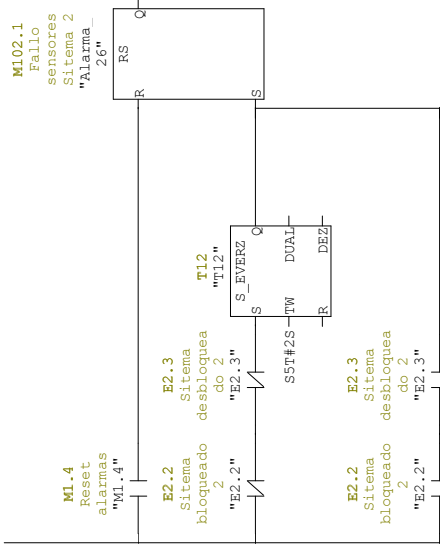 M102.1
Fallo
sensores
Sitema 2
"Alarma_
26"
RS
M1.4
Reset
alarmas
"M1.4"
R
Q
E2.2
Sitema
bloqueado
2
"E2.2"
E2.3
Sitema
desbloquea
do 2
"E2.3"
T12
"T12"
S_EVERZ
S
Q
S
S5T#2S
TW
DUAL
R
DEZ
E2.2
Sitema
bloqueado
2
"E2.2"
E2.3
Sitema
desbloquea
do 2
"E2.3"